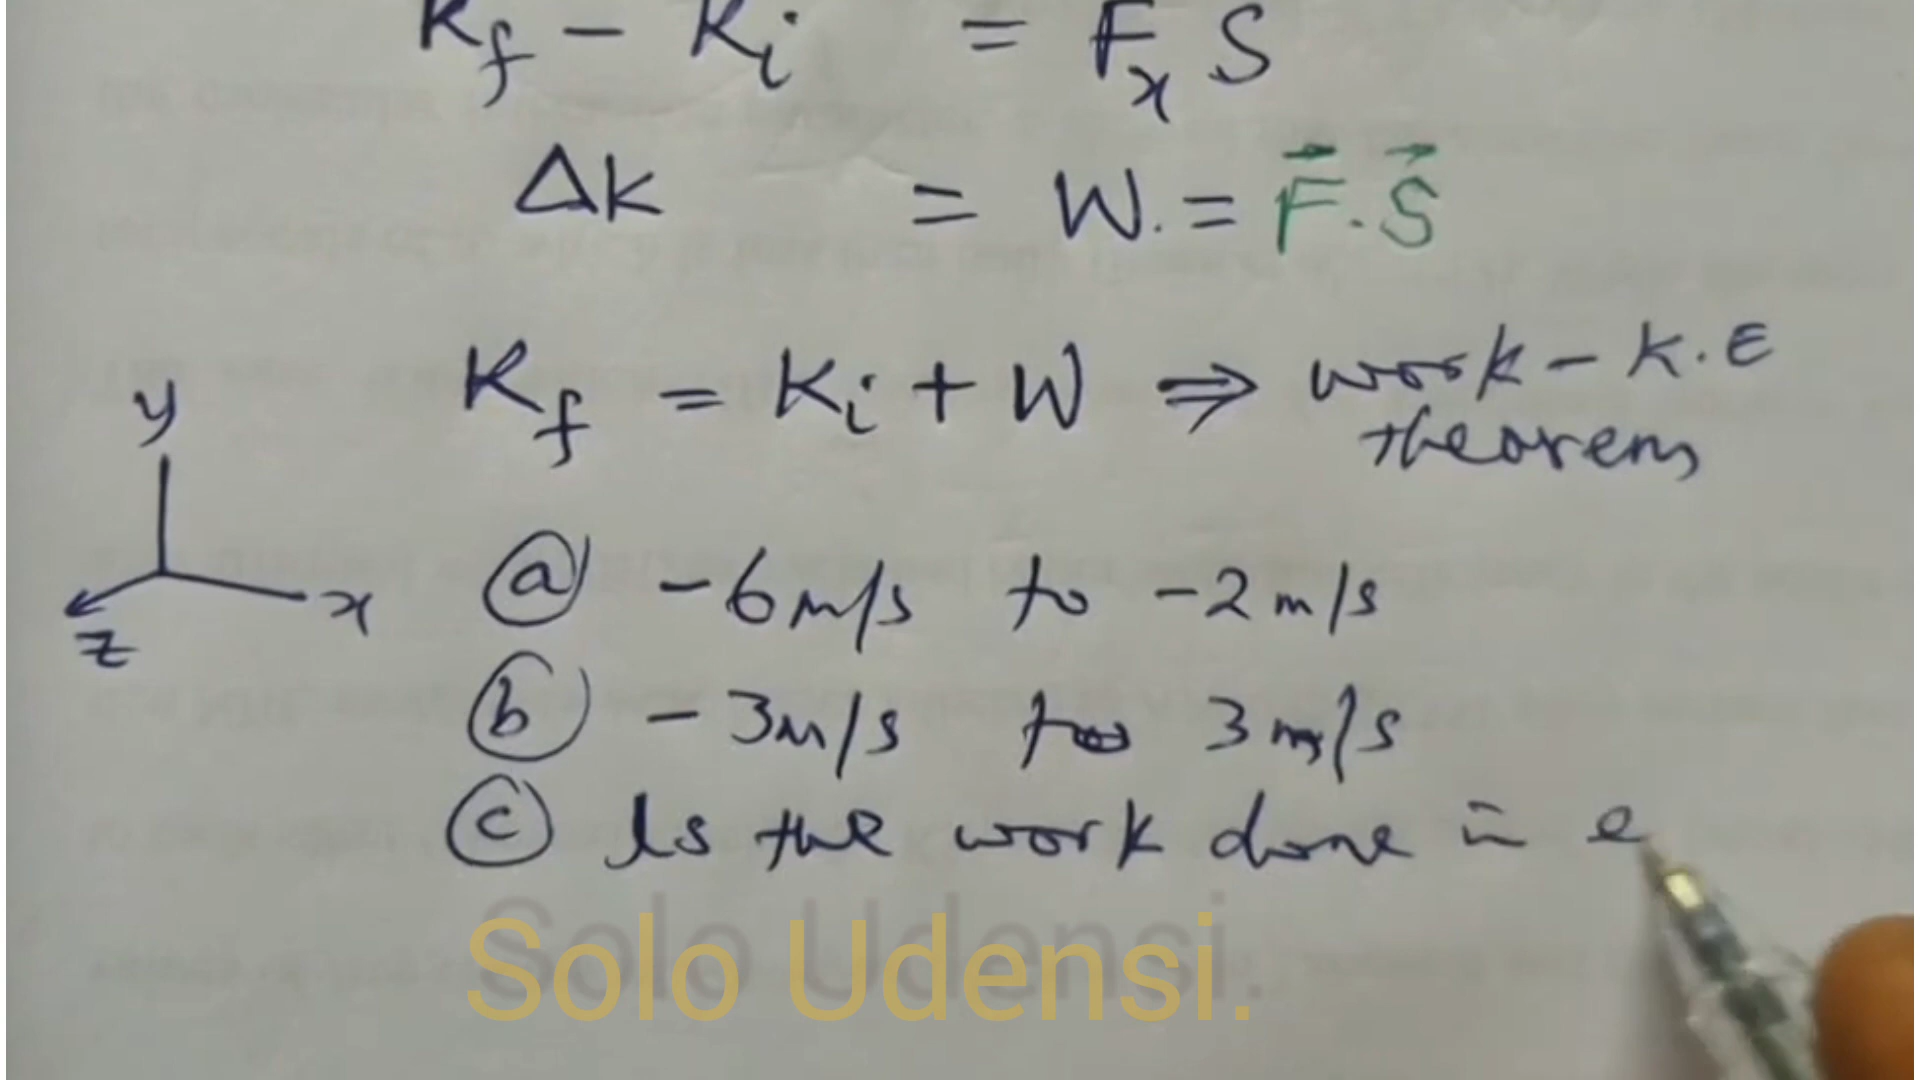 Kf - Ki = Fx S
Δk = W. = F⃗.S⃗
Kf = Ki + W ⇒ work - K.E
theorem
y
x
z
(a) -6m/s to -2m/s
(b) -3m/s to 3m/s
(c) Is the work done in e
Solo Udensi.